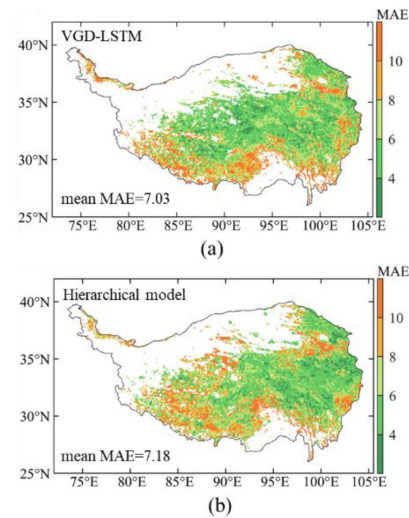 MAE
VGD-LSTM
40°N
10
35°N
8
6
30°N
4
mean MAE=7.03
25°N
75°E 80°E 85°E 90°E 95°E 100°E 105°E
(a)
MAE
Hierarchical model
40°N
10
35°N
8
6
30°N
4
mean MAE=7.18
25°N
75°E 80°E 85°E 90°E 95°E 100°E 105°E
(b)